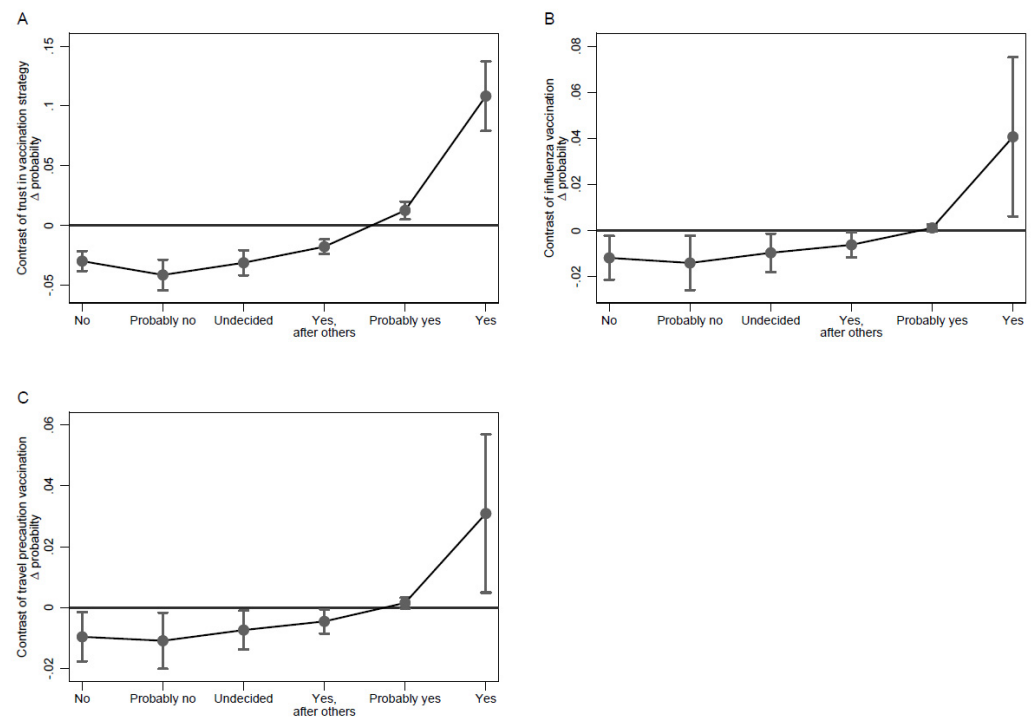 A
Contrast of trust in vaccination strategy
Δ probabilty
.15
.1
.05
0
-.05
No
Probably no
Undecided
Yes,
after others
Probably yes
Yes
B
Contrast of influenza vaccination
Δ probability
.08
.06
.04
.02
0
-.02
No
Probably no
Undecided
Yes,
after others
Probably yes
Yes
C
Contrast of travel precaution vaccination
Δ probabilty
.06
.04
.02
0
-.02
No
Probably no
Undecided
Yes,
after others
Probably yes
Yes